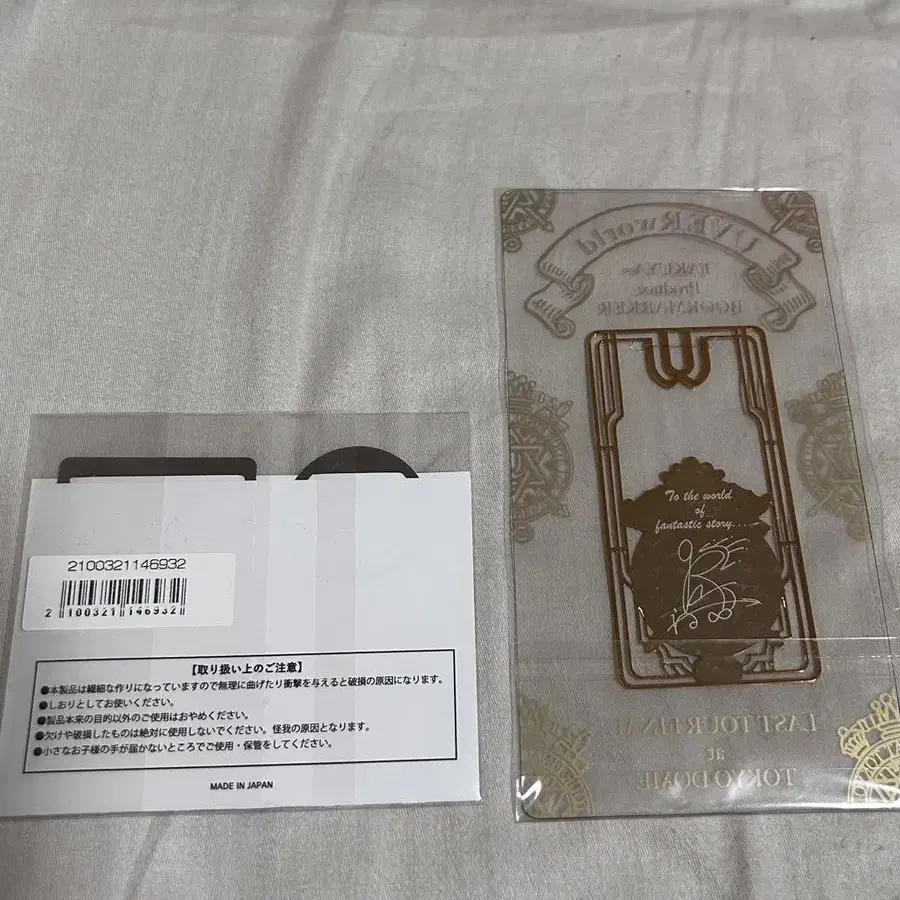 2100321146932
2 100321 146932
【取り扱い上のご注意】
●本製品は繊細な作りになっていますので無理に曲げたり衝撃を与えると破損の原因になります。
●しおりとしてお使いください。
●製品本来の目的以外のご使用はおやめください。
●欠けや破損したものは絶対に使用しないでください。怪我の原因となります。
●小さなお子様の手が届かないところでご使用・保管をしてください。
MADE IN JAPAN
UVERworld
TAKUYA∞
Produce
BOOKMARKER
To the world
of
fantastic story...
LAST TOUR FINAL
at
TOKYO DOME